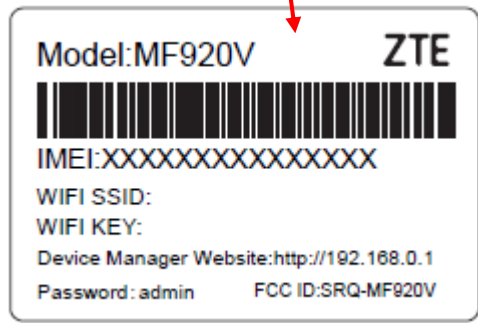 Model:MF920V ZTE
IMEI:XXXXXXXXXXXXXXX
WIFI SSID:
WIFI KEY:
Device Manager Website:http://192.168.0.1
Password: admin FCC ID:SRQ-MF920V